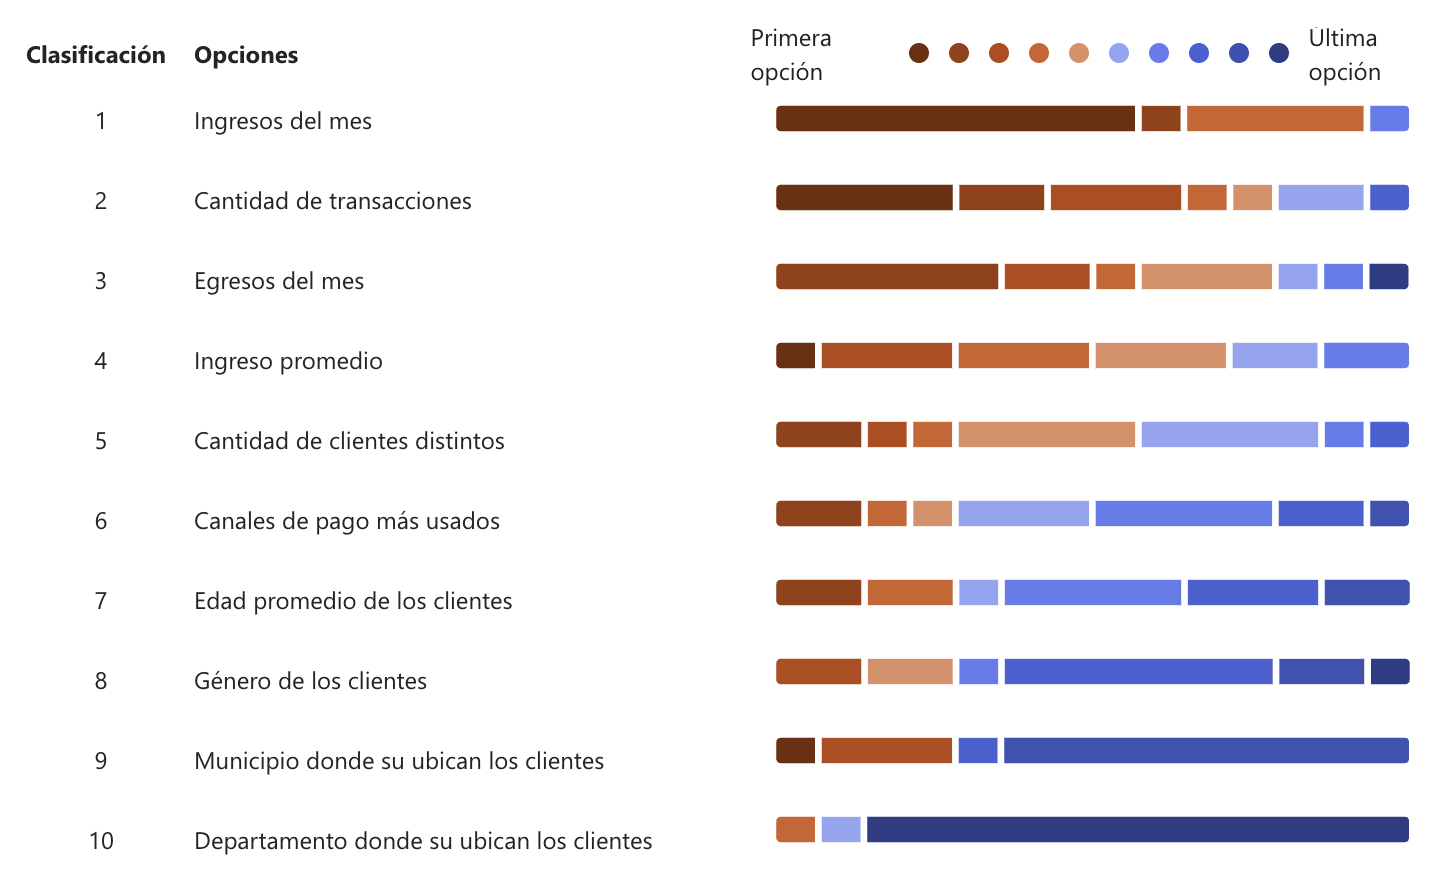 Clasificación Opciones Primera opción Última opción
1 Ingresos del mes
2 Cantidad de transacciones
3 Egresos del mes
4 Ingreso promedio
5 Cantidad de clientes distintos
6 Canales de pago más usados
7 Edad promedio de los clientes
8 Género de los clientes
9 Municipio donde su ubican los clientes
10 Departamento donde su ubican los clientes